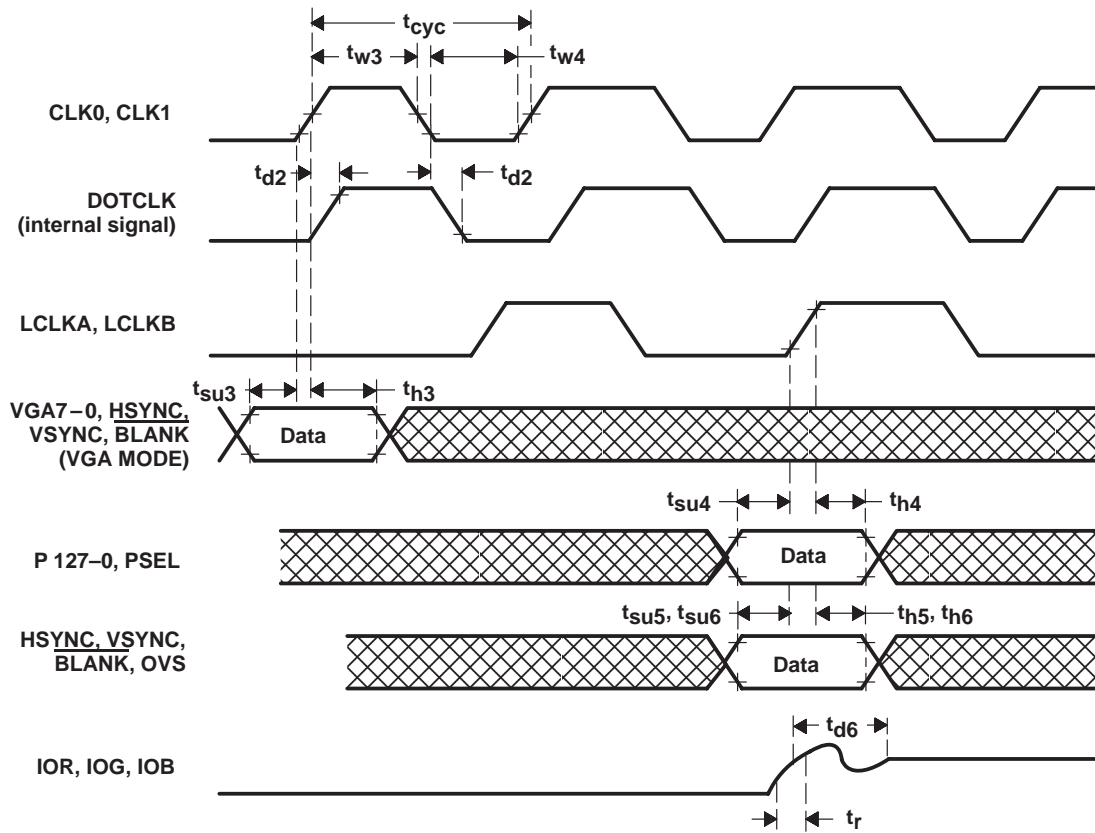 tcyc
tw3
tw4
CLK0, CLK1
td2
td2
DOTCLK
(internal signal)
LCLKA, LCLKB
tsu3
th3
VGA7–0, HSYNC,
VSYNC, BLANK
(VGA MODE)
Data
tsu4
th4
P 127–0, PSEL
Data
tsu5, tsu6
th5, th6
HSYNC, VSYNC,
BLANK, OVS
Data
td6
IOR, IOG, IOB
tr